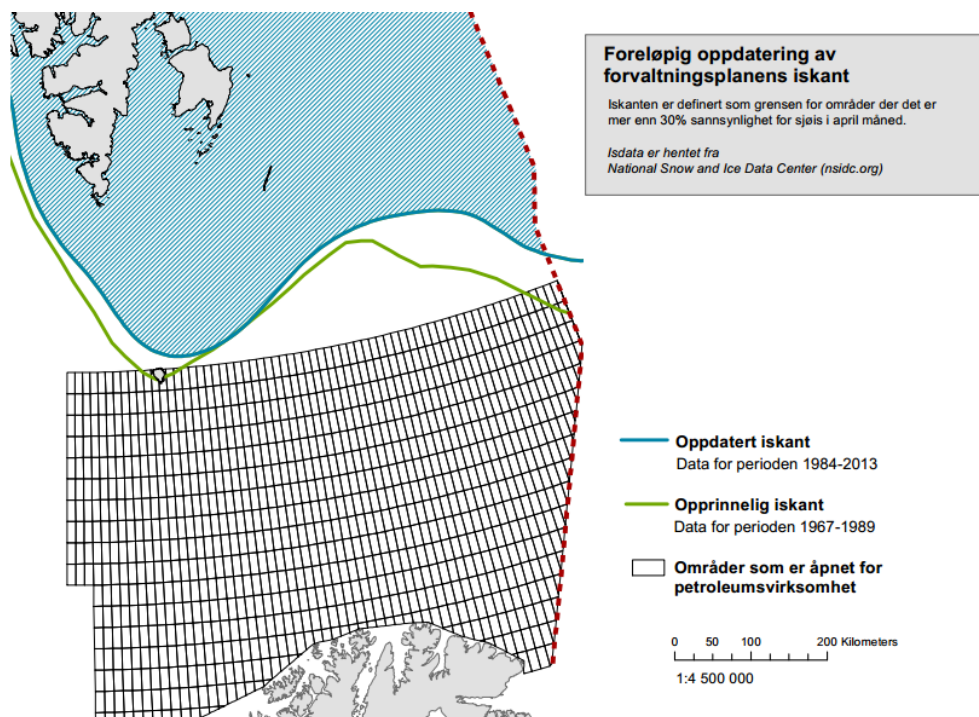 Foreløpig oppdatering av
forvaltningsplanens iskant
Iskanten er definert som grensen for områder der det er
mer enn 30% sannsynlighet for sjøis i april måned.
Isdata er hentet fra
National Snow and Ice Data Center (nsidc.org)
Oppdatert iskant
Data for perioden 1984-2013
Opprinnelig iskant
Data for perioden 1967-1989
Områder som er åpnet for
petroleumsvirksomhet
0 50 100 200 Kilometers
1:4 500 000